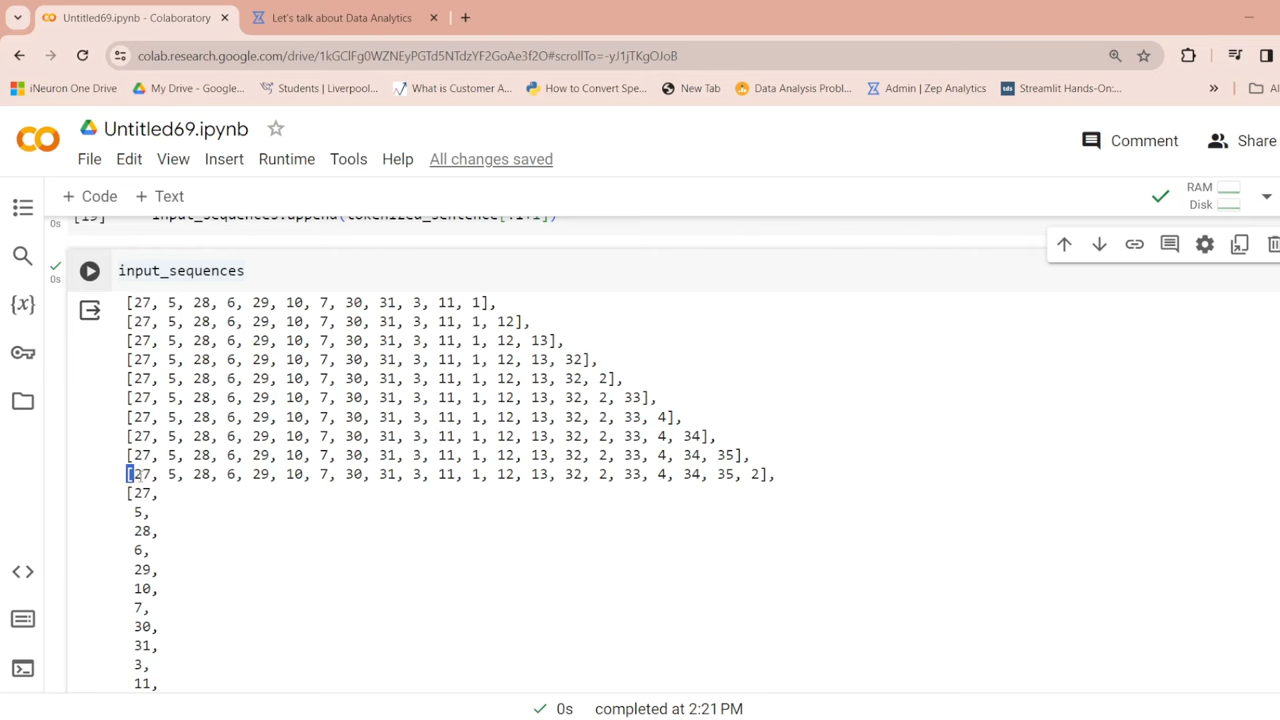 Untitled69.ipynb - Colaboratory
Let's talk about Data Analytics
colab.research.google.com/drive/1kGClFg0WZNEyPGTd5NTdzYF2GoAe3f2O#scrollTo=-yJ1jTKgOJoB
iNeuron One Drive
My Drive - Google...
Students | Liverpool...
What is Customer A...
How to Convert Spe...
New Tab
Data Analysis Probl...
Admin | Zep Analytics
Streamlit Hands-On:...
»
Al
CO
Untitled69.ipynb
Comment
Share
File Edit View Insert Runtime Tools Help All changes saved
+ Code + Text
RAM
Disk
[19] input_sequences.append(tokenized_sentence[:i+1])
0s
input_sequences
0s
[27, 5, 28, 6, 29, 10, 7, 30, 31, 3, 11, 1],
[27, 5, 28, 6, 29, 10, 7, 30, 31, 3, 11, 1, 12],
[27, 5, 28, 6, 29, 10, 7, 30, 31, 3, 11, 1, 12, 13],
[27, 5, 28, 6, 29, 10, 7, 30, 31, 3, 11, 1, 12, 13, 32],
[27, 5, 28, 6, 29, 10, 7, 30, 31, 3, 11, 1, 12, 13, 32, 2],
[27, 5, 28, 6, 29, 10, 7, 30, 31, 3, 11, 1, 12, 13, 32, 2, 33],
[27, 5, 28, 6, 29, 10, 7, 30, 31, 3, 11, 1, 12, 13, 32, 2, 33, 4],
[27, 5, 28, 6, 29, 10, 7, 30, 31, 3, 11, 1, 12, 13, 32, 2, 33, 4, 34],
[27, 5, 28, 6, 29, 10, 7, 30, 31, 3, 11, 1, 12, 13, 32, 2, 33, 4, 34, 35],
[27, 5, 28, 6, 29, 10, 7, 30, 31, 3, 11, 1, 12, 13, 32, 2, 33, 4, 34, 35, 2],
[27,
5,
28,
6,
29,
10,
7,
30,
31,
3,
11,
{x}
<>
0s completed at 2:21 PM